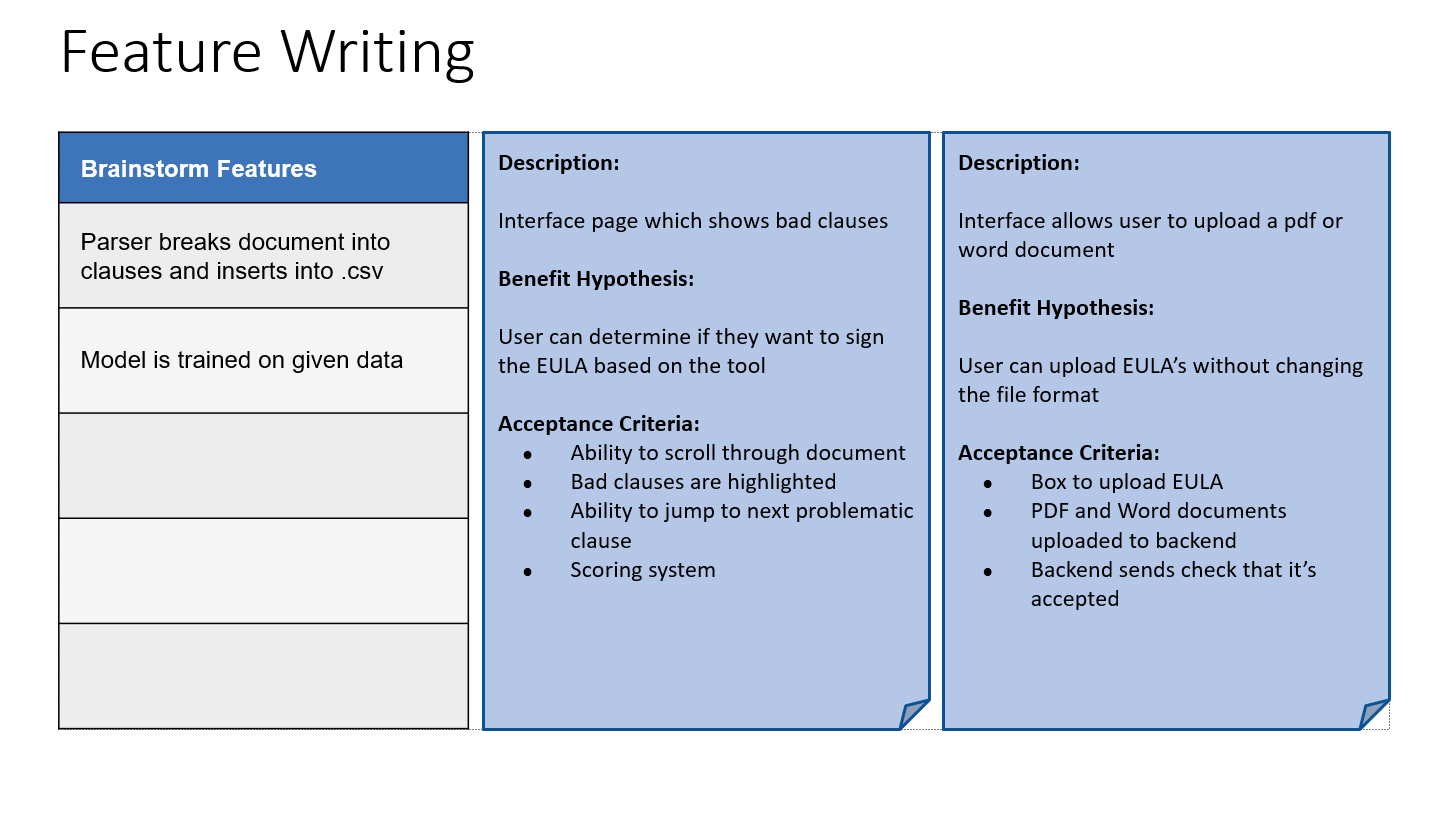 Feature Writing
Brainstorm Features
Parser breaks document into
clauses and inserts into .csv
Model is trained on given data
Description:
Interface page which shows bad clauses
Benefit Hypothesis:
User can determine if they want to sign
the EULA based on the tool
Acceptance Criteria:
● Ability to scroll through document
● Bad clauses are highlighted
● Ability to jump to next problematic
clause
● Scoring system
Description:
Interface allows user to upload a pdf or
word document
Benefit Hypothesis:
User can upload EULA’s without changing
the file format
Acceptance Criteria:
● Box to upload EULA
● PDF and Word documents
uploaded to backend
● Backend sends check that it’s
accepted